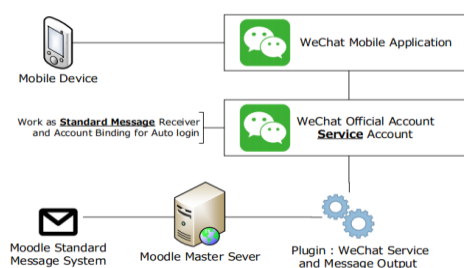 WeChat Mobile Application
Mobile Device
Work as Standard Message Receiver
and Account Binding for Auto login
WeChat Official Account
Service Account
Moodle Standard
Message System
Moodle Master Sever
Plugin : WeChat Service
and Message Output